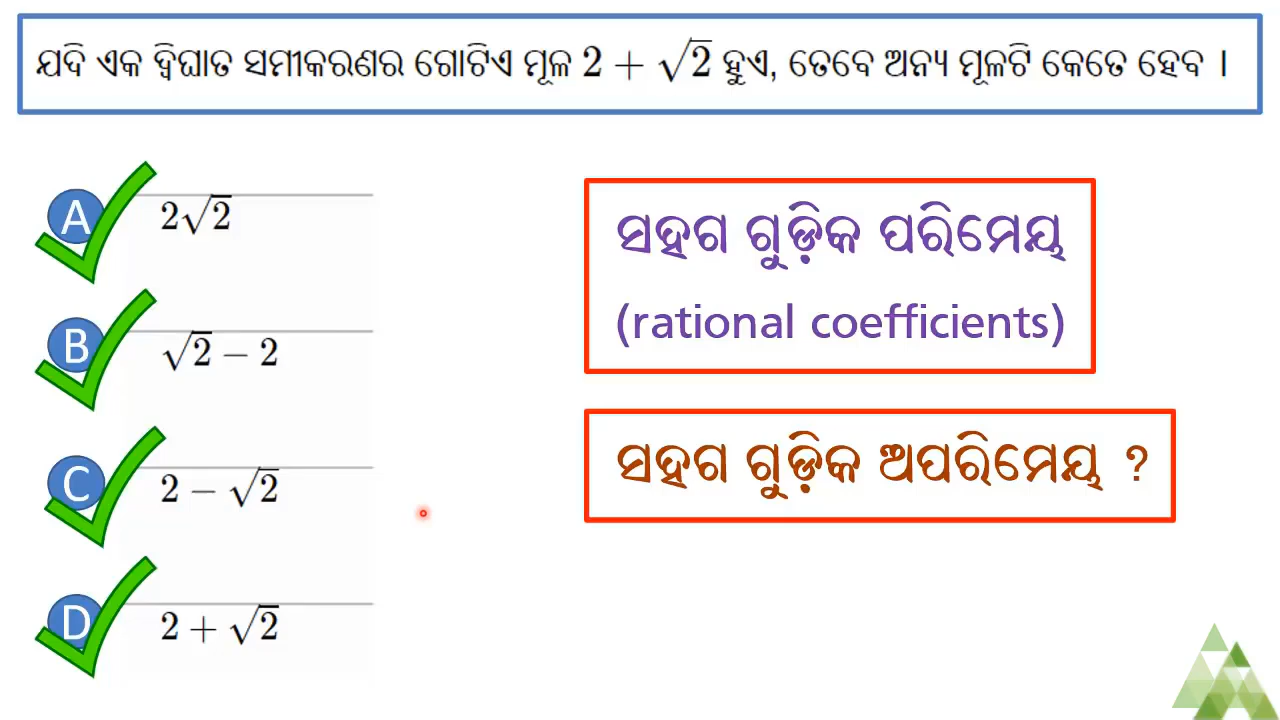 ଯଦି ଏକ ଦ୍ୱିଘାତ ସମୀକରଣର ଗୋଟିଏ ମୂଳ 2 + √2 ହୁଏ, ତେବେ ଅନ୍ୟ ମୂଳଟି କେତେ ହେବ ।
A 2√2
B √2 − 2
C 2 − √2
D 2 + √2
ସହଗ ଗୁଡ଼ିକ ପରିମେୟ
(rational coefficients)
ସହଗ ଗୁଡ଼ିକ ଅପରିମେୟ ?